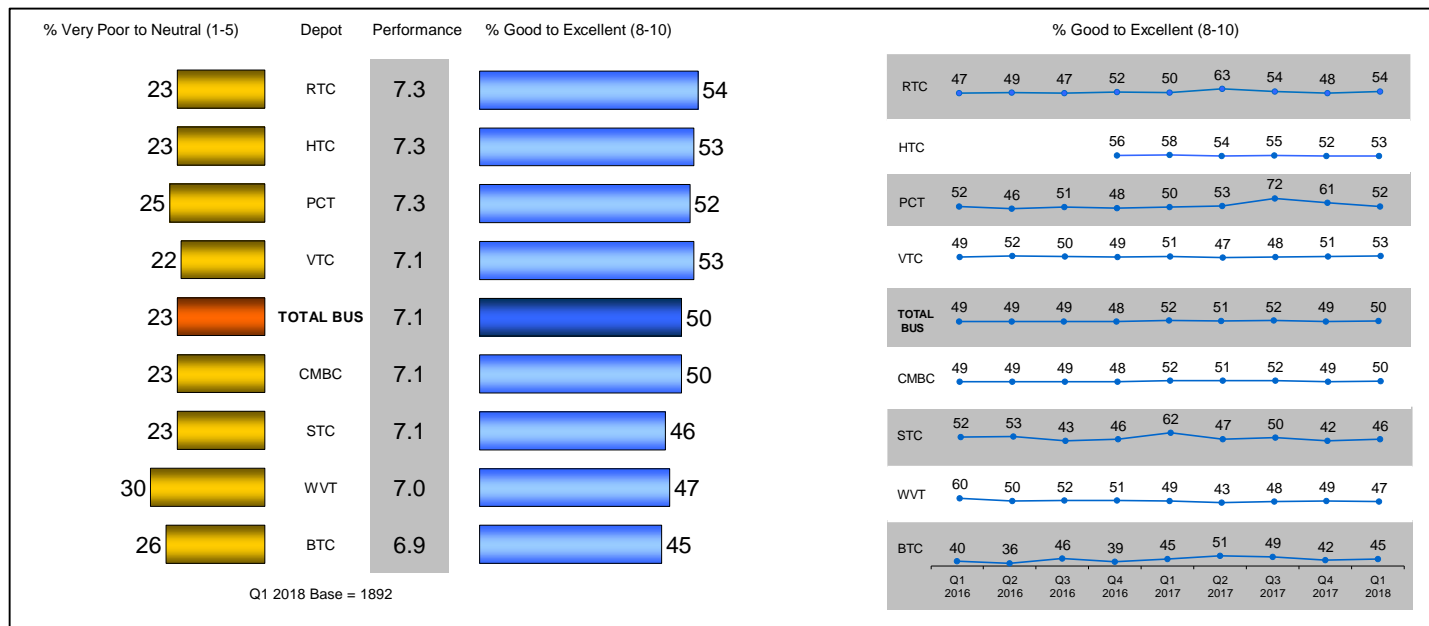 % Very Poor to Neutral (1-5) Depot Performance % Good to Excellent (8-10)
23 RTC 7.3 54
23 HTC 7.3 53
25 PCT 7.3 52
22 VTC 7.1 53
23 TOTAL BUS 7.1 50
23 CMBC 7.1 50
23 STC 7.1 46
30 WVT 7.0 47
26 BTC 6.9 45
Q1 2018 Base = 1892
% Good to Excellent (8-10)
RTC 47 49 47 52 50 63 54 48 54
HTC 56 58 54 55 52 53
PCT 52 46 51 48 50 53 72 61 52
VTC 49 52 50 49 51 47 48 51 53
TOTAL BUS 49 49 49 48 52 51 52 49 50
CMBC 49 49 49 48 52 51 52 49 50
STC 52 53 43 46 62 47 50 42 46
WVT 60 50 52 51 49 43 48 49 47
BTC 40 36 46 39 45 51 49 42 45
Q1 Q2 Q3 Q4 Q1 Q2 Q3 Q4 Q1
2016 2016 2016 2016 2017 2017 2017 2017 2018